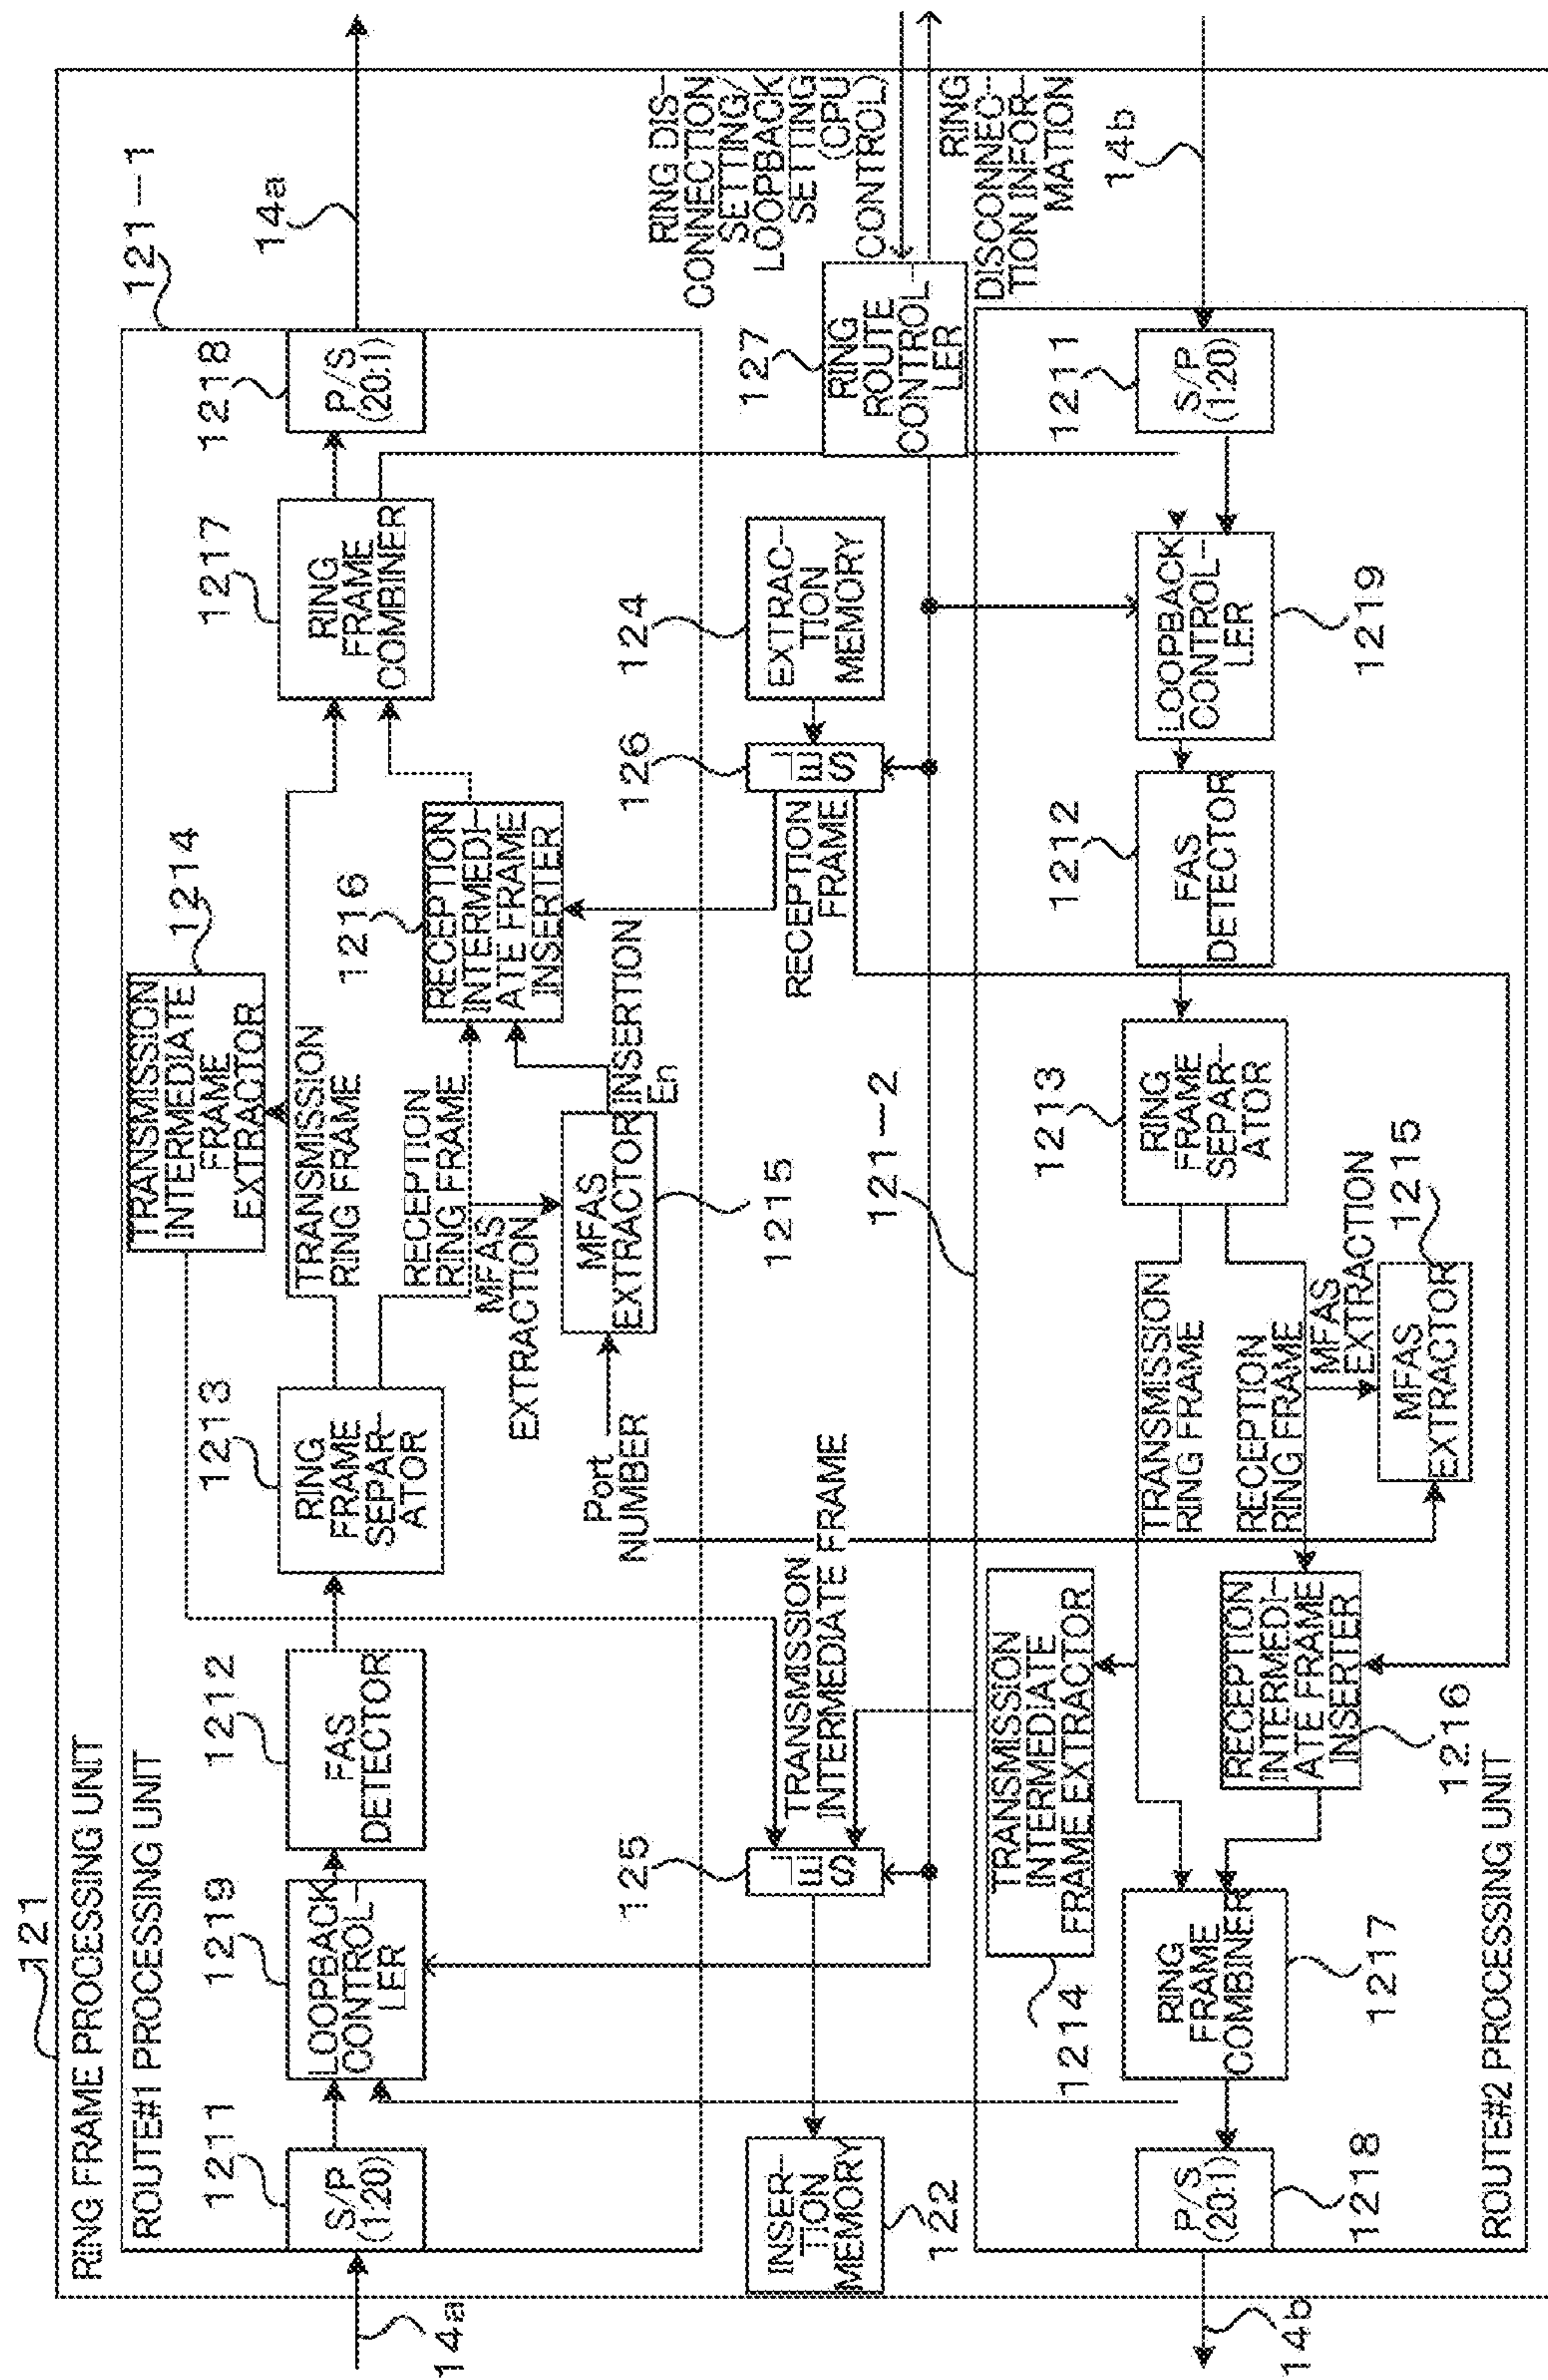 121
RING FRAME PROCESSING UNIT
ROUTE#1 PROCESSING UNIT
121-1
14a
1211
S/P
(1:20)
1219
LOOPBACK
CONTROL-
LER
1212
FAS
DETECTOR
1213
RING
FRAME
SEPAR-
ATOR
1214
TRANSMISSION
INTERMEDIATE
FRAME
EXTRACTOR
TRANSMISSION
RING FRAME
RECEPTION
RING FRAME
MFAS
EXTRACTION
Port
NUMBER
MFAS
EXTRACTOR
1215
INSERTION
En
1216
RECEPTION
INTERMEDI-
ATE FRAME
INSERTER
1217
RING
FRAME
COMBINER
1218
P/S
(20:1)
14a
INSER-
TION
MEMORY
122
125
SEL
TRANSMISSION
INTERMEDIATE FRAME
RECEPTION
FRAME
126
SEL
124
EXTRAC-
TION
MEMORY
127
RING
ROUTE
CONTROL-
LER
RING DIS-
CONNECTION
SETTING/
LOOPBACK
SETTING
(CPU
CONTROL)
RING
DISCONNEC-
TION INFOR-
MATION
121-2
14b
1218
P/S
(20:1)
1217
RING
FRAME
COMBINER
1214
TRANSMISSION
INTERMEDIATE
FRAME EXTRACTOR
1216
RECEPTION
INTERMEDI-
ATE FRAME
INSERTER
TRANSMISSION
RING FRAME
RECEPTION
RING FRAME
MFAS
EXTRACTION
MFAS
EXTRACTOR
1215
1213
RING
FRAME
SEPAR-
ATOR
1212
FAS
DETECTOR
LOOPBACK
CONTROL-
LER
1219
1211
S/P
(1:20)
14b
ROUTE#2 PROCESSING UNIT